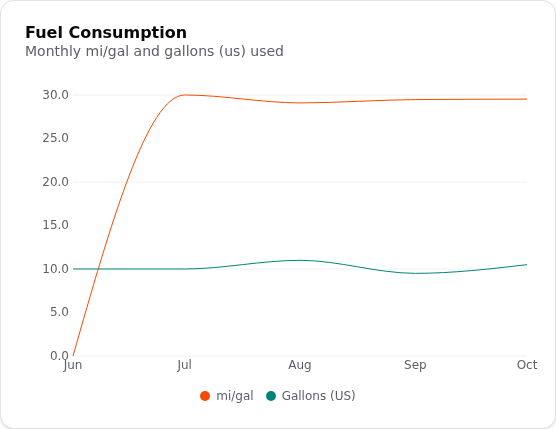 Fuel Consumption
Monthly mi/gal and gallons (us) used
30.0
25.0
20.0
15.0
10.0
5.0
0.0
Jun Jul Aug Sep Oct
mi/gal Gallons (US)